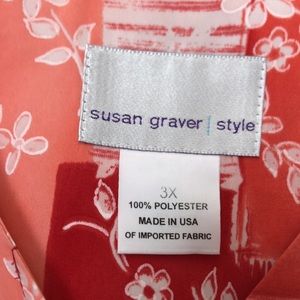 susan graver | style
3X
100% POLYESTER
MADE IN USA
OF IMPORTED FABRIC